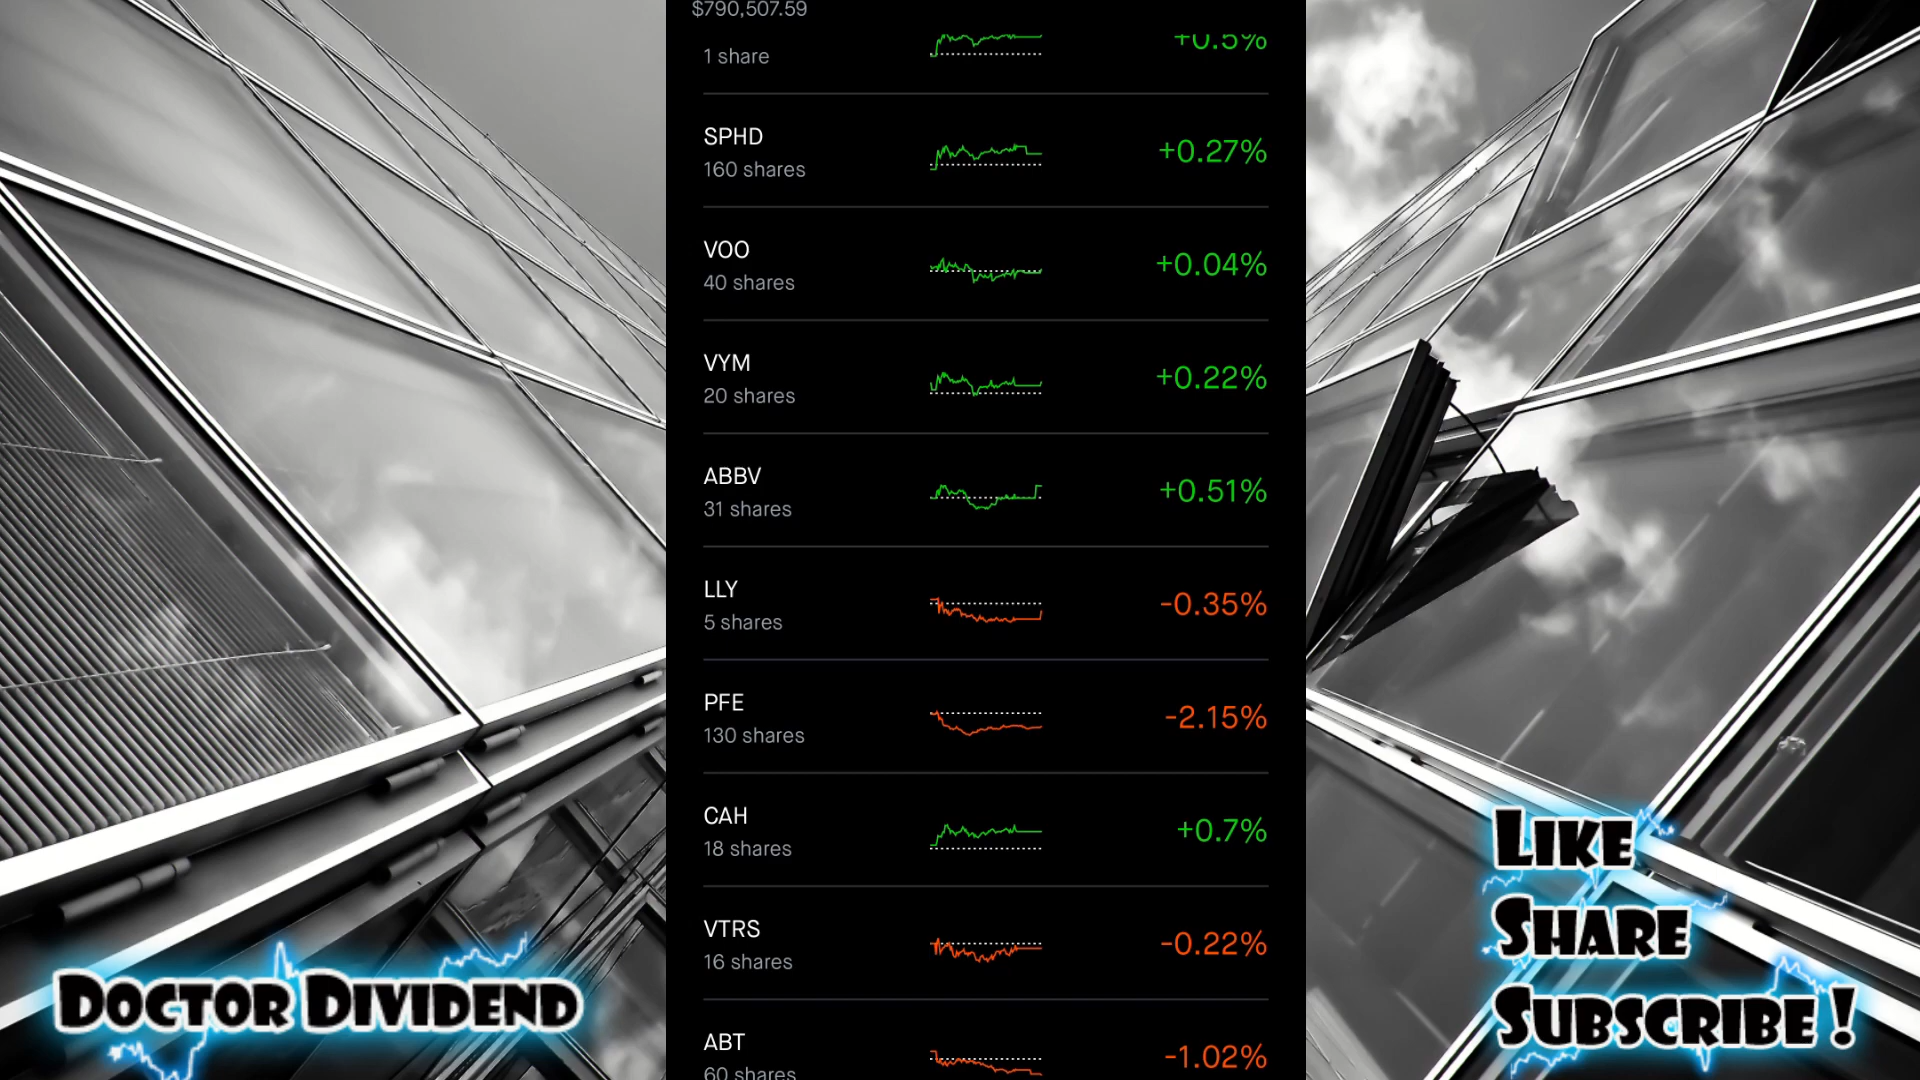 $790,507.59
1 share
+0.5%
SPHD
160 shares
+0.27%
VOO
40 shares
+0.04%
VYM
20 shares
+0.22%
ABBV
31 shares
+0.51%
LLY
5 shares
-0.35%
PFE
130 shares
-2.15%
CAH
18 shares
+0.7%
VTRS
16 shares
-0.22%
ABT
60 shares
-1.02%
DOCTOR DIVIDEND
LIKE
SHARE
SUBSCRIBE !